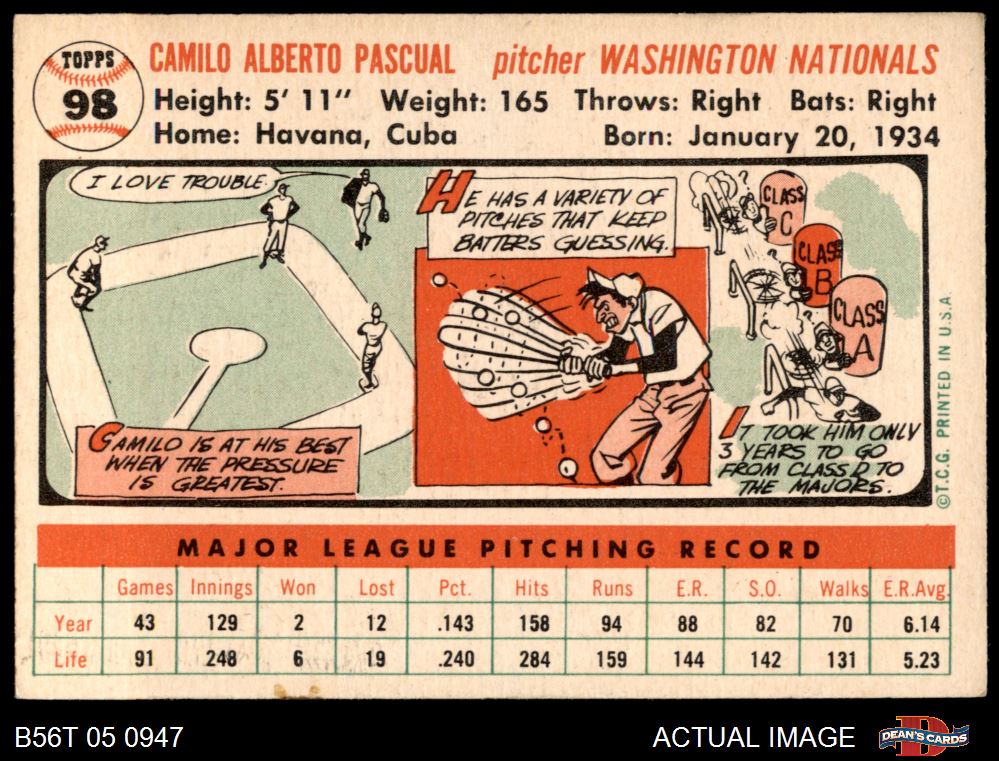 TOPPS
98
CAMILO ALBERTO PASCUAL pitcher WASHINGTON NATIONALS
Height: 5' 11" Weight: 165 Throws: Right Bats: Right
Home: Havana, Cuba Born: January 20, 1934
I LOVE TROUBLE.
CAMILO IS AT HIS BEST
WHEN THE PRESSURE
IS GREATEST.
HE HAS A VARIETY OF
PITCHES THAT KEEP
BATTERS GUESSING.
?
CLASS
C
CLASS
B
CLASS
A
IT TOOK HIM ONLY
3 YEARS TO GO
FROM CLASS D TO
THE MAJORS.
©T.C.G. PRINTED IN U.S.A.
MAJOR LEAGUE PITCHING RECORD
Games Innings Won Lost Pct. Hits Runs E.R. S.O. Walks E.R.Avg.
Year 43 129 2 12 .143 158 94 88 82 70 6.14
Life 91 248 6 19 .240 284 159 144 142 131 5.23
B56T 05 0947
ACTUAL IMAGE
D
DEAN'S CARDS